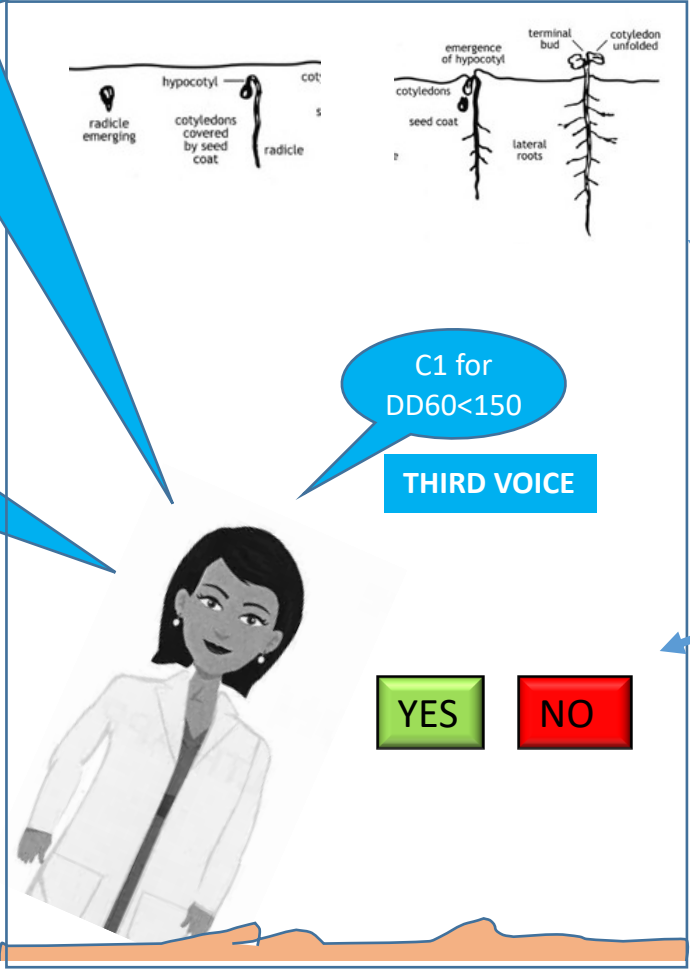 radicle
emerging
hypocotyl
cotyledons
covered
by seed
coat
radicle
emergence
of hypocotyl
cotyledons
seed coat
lateral
roots
terminal
bud
cotyledon
unfolded
C1 for
DD60<150
THIRD VOICE
YES
NO